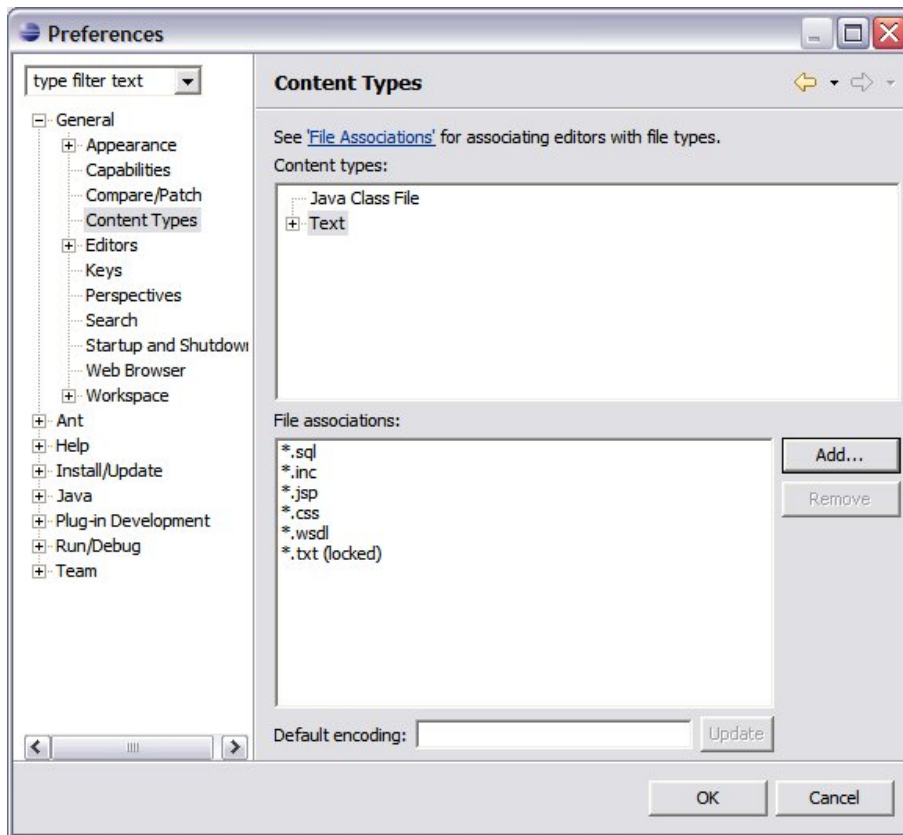 Preferences
type filter text
General
Appearance
Capabilities
Compare/Patch
Content Types
Editors
Keys
Perspectives
Search
Startup and Shutdow
Web Browser
Workspace
Ant
Help
Install/Update
Java
Plug-in Development
Run/Debug
Team
Content Types
See 'File Associations' for associating editors with file types.
Content types:
Java Class File
Text
File associations:
*.sql
*.inc
*.jsp
*.css
*.wsdl
*.txt (locked)
Add...
Remove
Default encoding:
Update
OK
Cancel